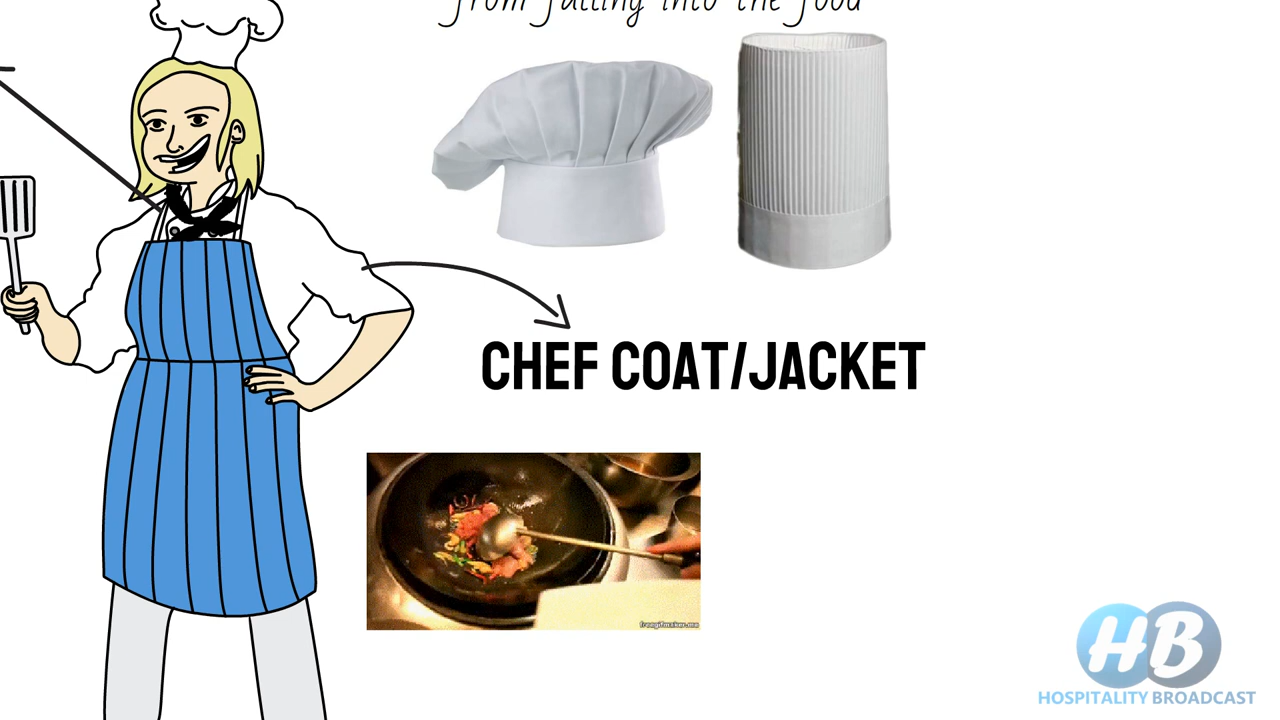 from falling into the food
CHEF COAT/JACKET
HB
HOSPITALITY BROADCAST